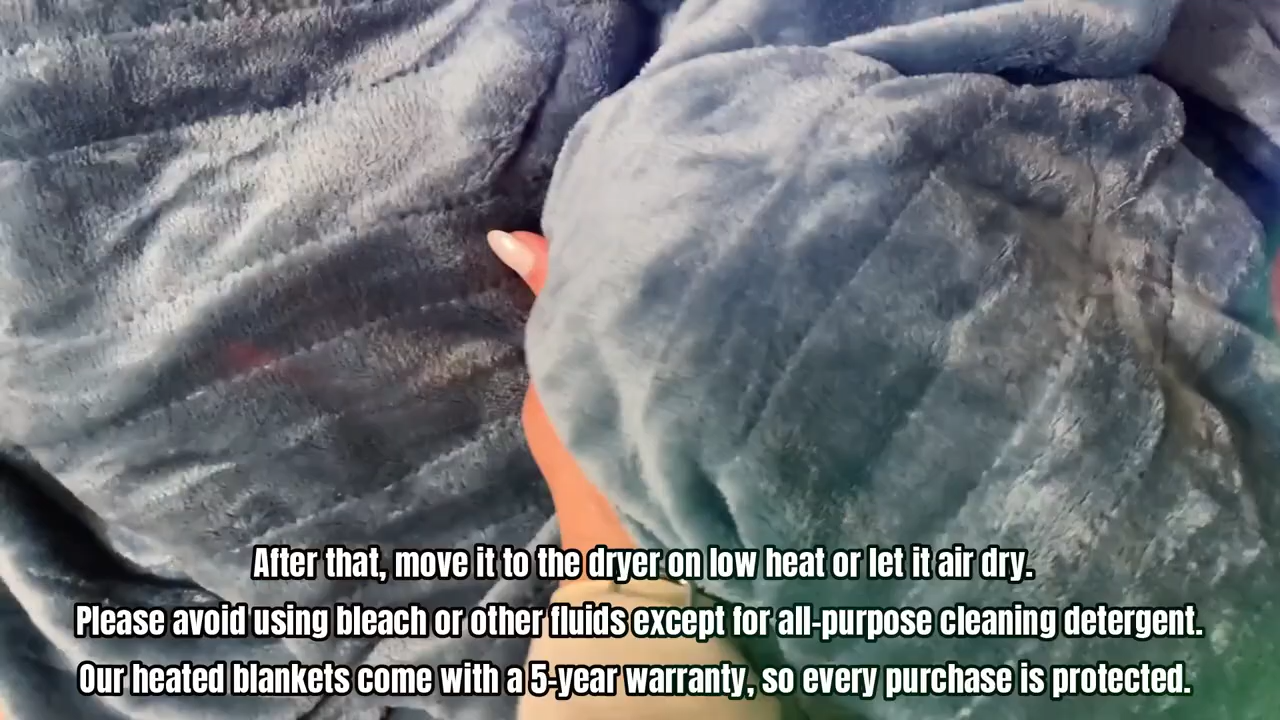 After that, move it to the dryer on low heat or let it air dry.
Please avoid using bleach or other fluids except for all-purpose cleaning detergent.
Our heated blankets come with a 5-year warranty, so every purchase is protected.